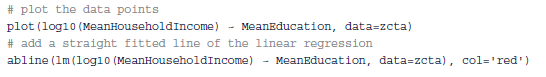 # plot the data points
plot(log10(MeanHouseholdIncome) ~ MeanEducation, data=zcta)
# add a straight fitted line of the linear regression
abline(lm(log10(MeanHouseholdIncome) ~ MeanEducation, data=zcta), col='red')